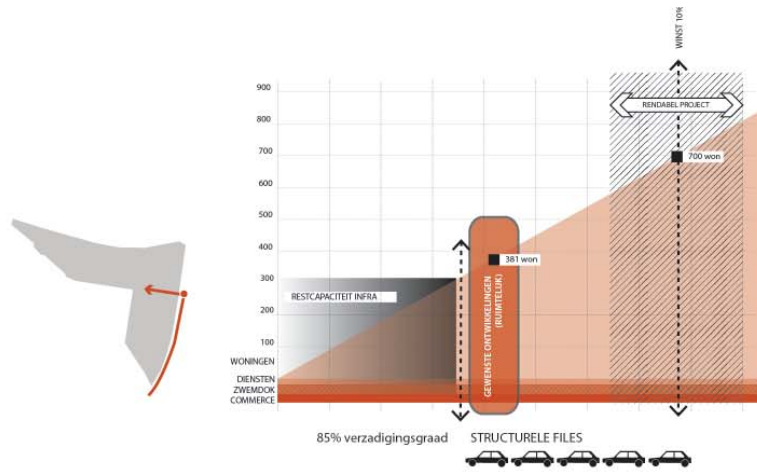 WINST 10%
900
RENDABEL PROJECT
800
700
700 won
600
500
400
381 won
300
RESTCAPACITEIT INFRA
GEWENSTE ONTWIKKELINGEN
(RUIMTELIJK)
200
100
WONINGEN
DIENSTEN
ZWEMDOK
COMMERCE
85% verzadigingsgraad
STRUCTURELE FILES